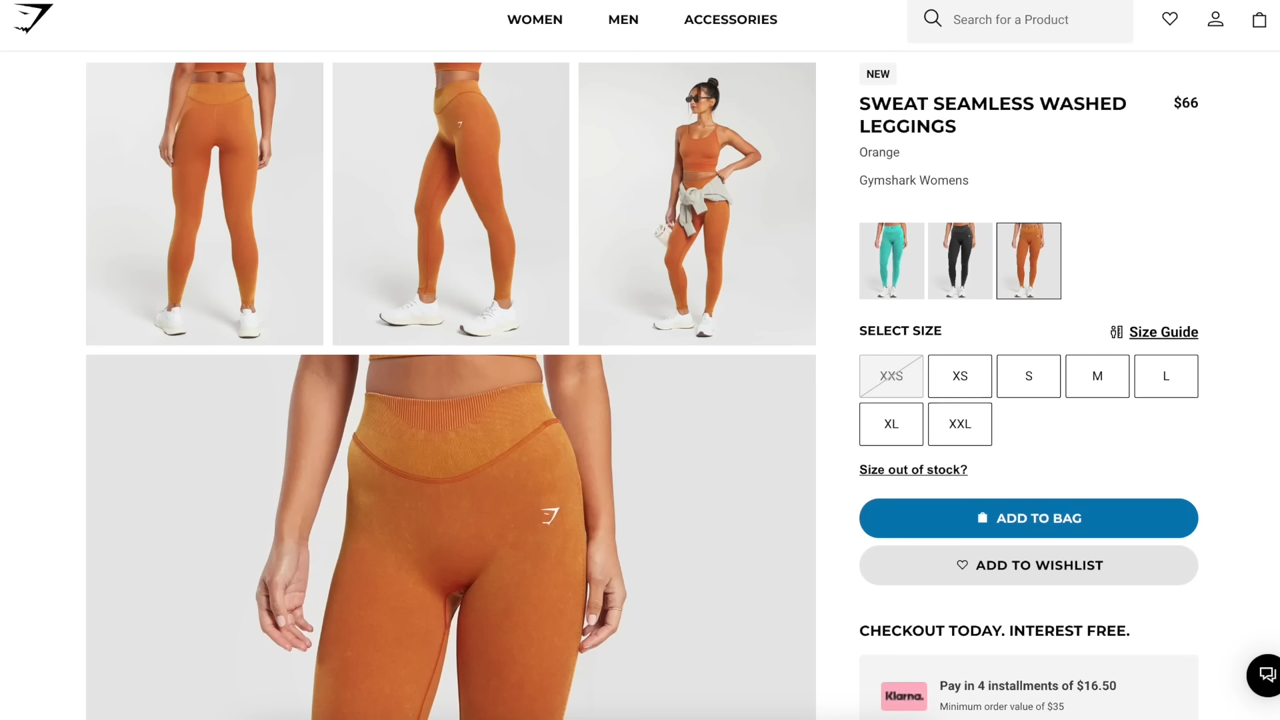 WOMEN
MEN
ACCESSORIES
Search for a Product
NEW
SWEAT SEAMLESS WASHED
LEGGINGS
$66
Orange
Gymshark Womens
SELECT SIZE
Size Guide
XXS
XS
S
M
L
XL
XXL
Size out of stock?
ADD TO BAG
ADD TO WISHLIST
CHECKOUT TODAY. INTEREST FREE.
Klarna.
Pay in 4 installments of $16.50
Minimum order value of $35